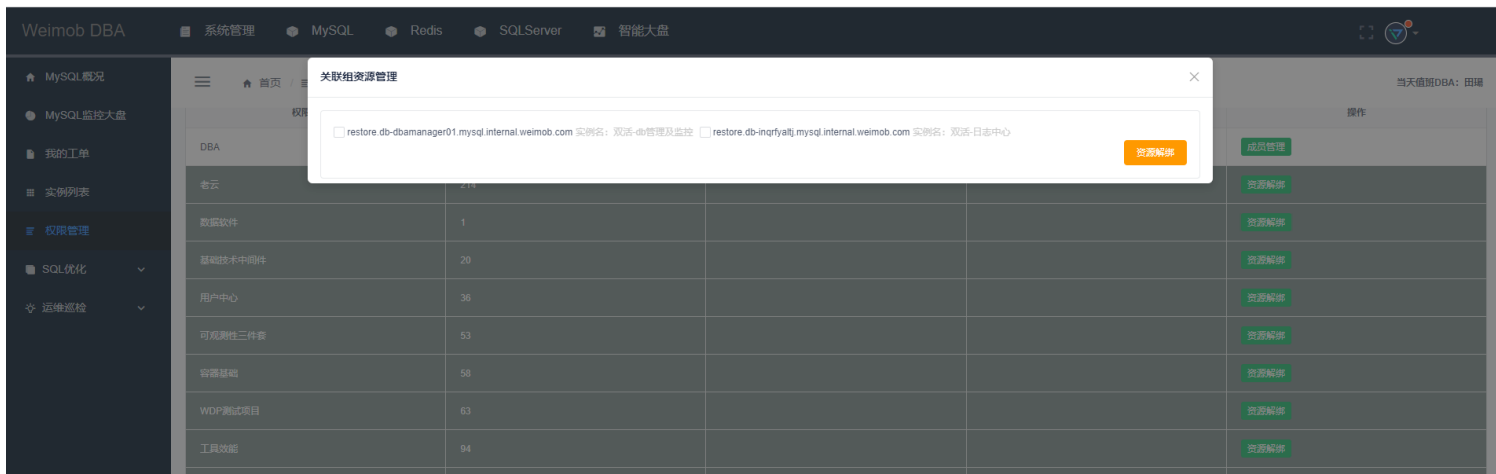 Weimob DBA 系统管理 MySQL Redis SQLServer 智能大盘
MySQL概况
MySQL监控大盘
我的工单
实例列表
权限管理
SQL优化
运维巡检
首页 /
当天值班DBA：田珺
关联组资源管理
restore.db-dbamanager01.mysql.internal.weimob.com 实例名：双活-db管理及监控 restore.db-inqrfyaltj.mysql.internal.weimob.com 实例名：双活-日志中心
资源解绑
操作
DBA 成员管理
老云 214 资源解绑
数据软件 1 资源解绑
基础技术中间件 20 资源解绑
用户中心 36 资源解绑
可观测性三件套 53 资源解绑
容器基础 58 资源解绑
WDP测试项目 63 资源解绑
工具效能 94 资源解绑